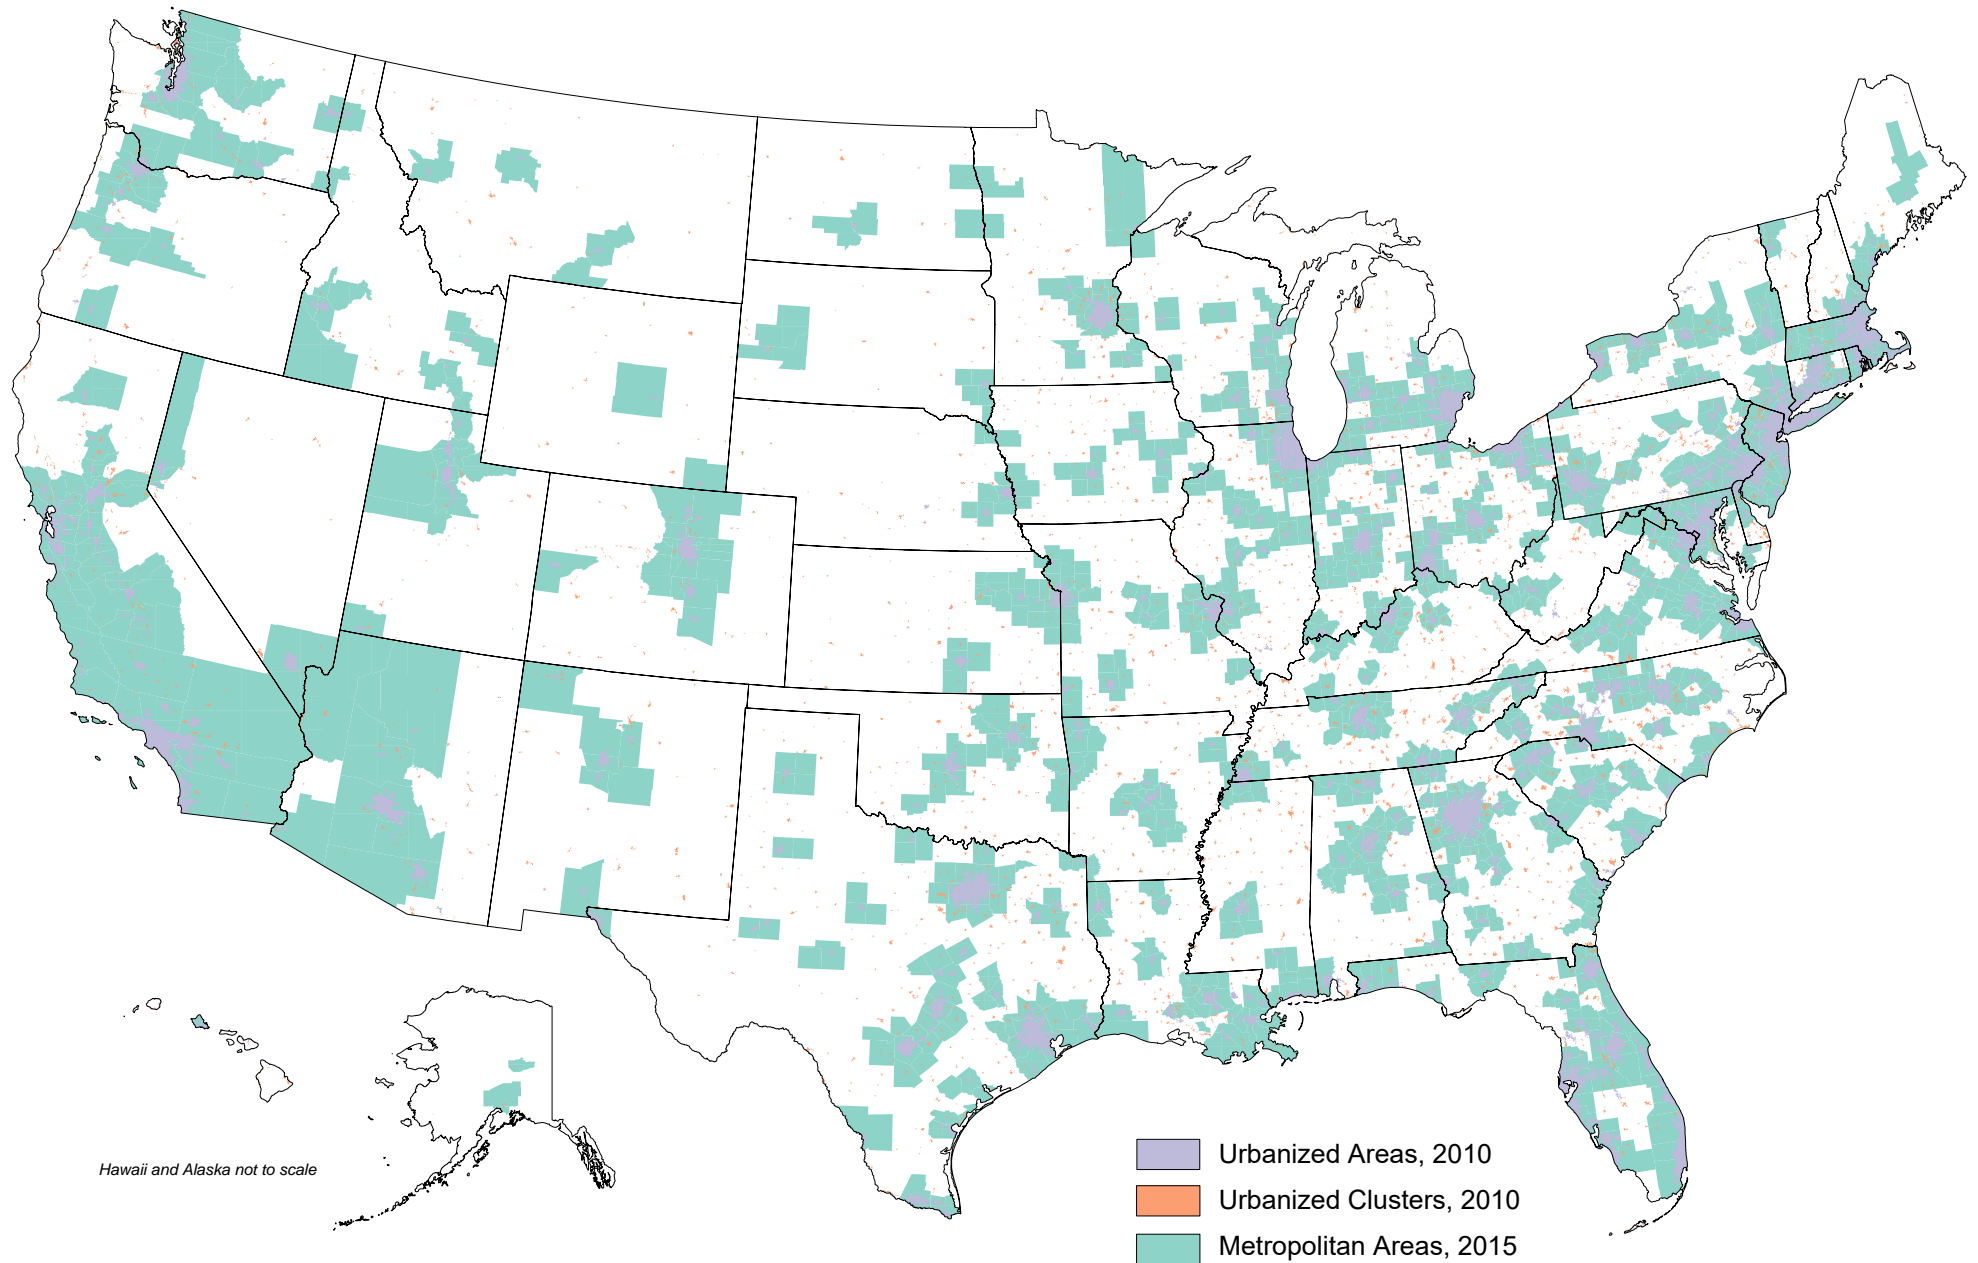 Hawaii and Alaska not to scale
Urbanized Areas, 2010
Urbanized Clusters, 2010
Metropolitan Areas, 2015